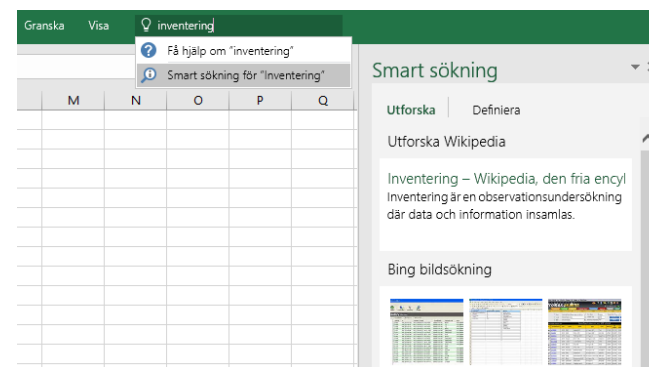 Granska Visa inventering
Få hjälp om "inventering"
Smart sökning för "Inventering"
M N O P Q
Smart sökning
Utforska Definiera
Utforska Wikipedia
Inventering – Wikipedia, den fria encyl
Inventering är en observationsundersökning
där data och information insamlas.
Bing bildsökning